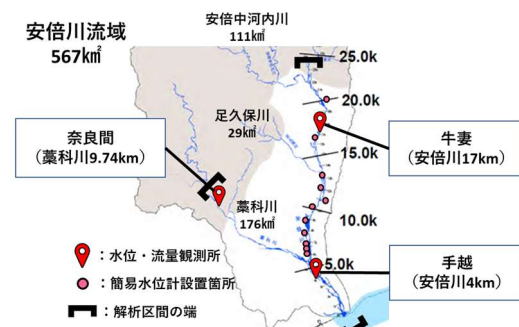 安倍川流域
567㎢
安倍中河内川
111㎢
25.0k
20.0k
足久保川
29㎢
奈良間
（藁科川9.74km）
牛妻
（安倍川17km）
15.0k
藁科川
176㎢
10.0k
：水位・流量観測所
：簡易水位計設置箇所
：解析区間の端
5.0k
手越
（安倍川4km）